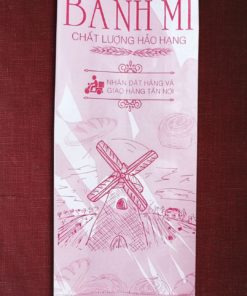 BÁNH MÌ
CHẤT LƯỢNG HẢO HẠNG
NHẬN ĐẶT HÀNG VÀ
GIAO HÀNG TẬN NƠI